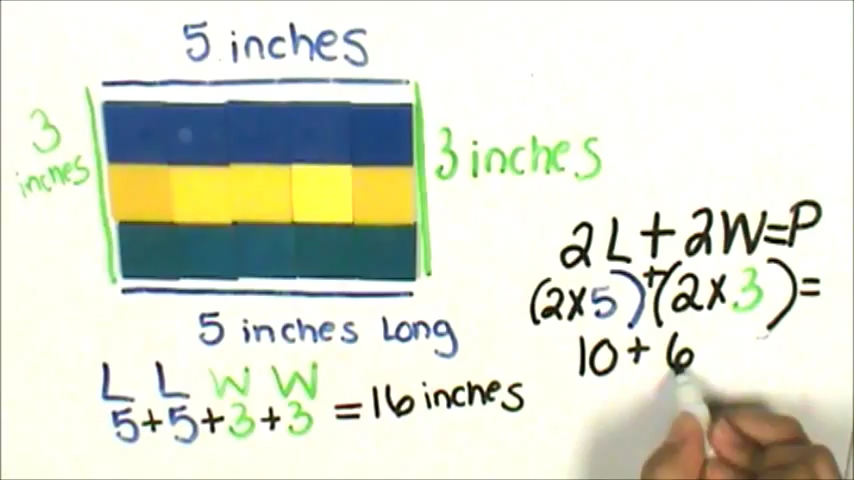 5 inches
3 inches
3 inches
5 inches Long
L L W W
5+5+3+3 =16 inches
2L+2W=P
(2x5)+(2x3)=
10+6